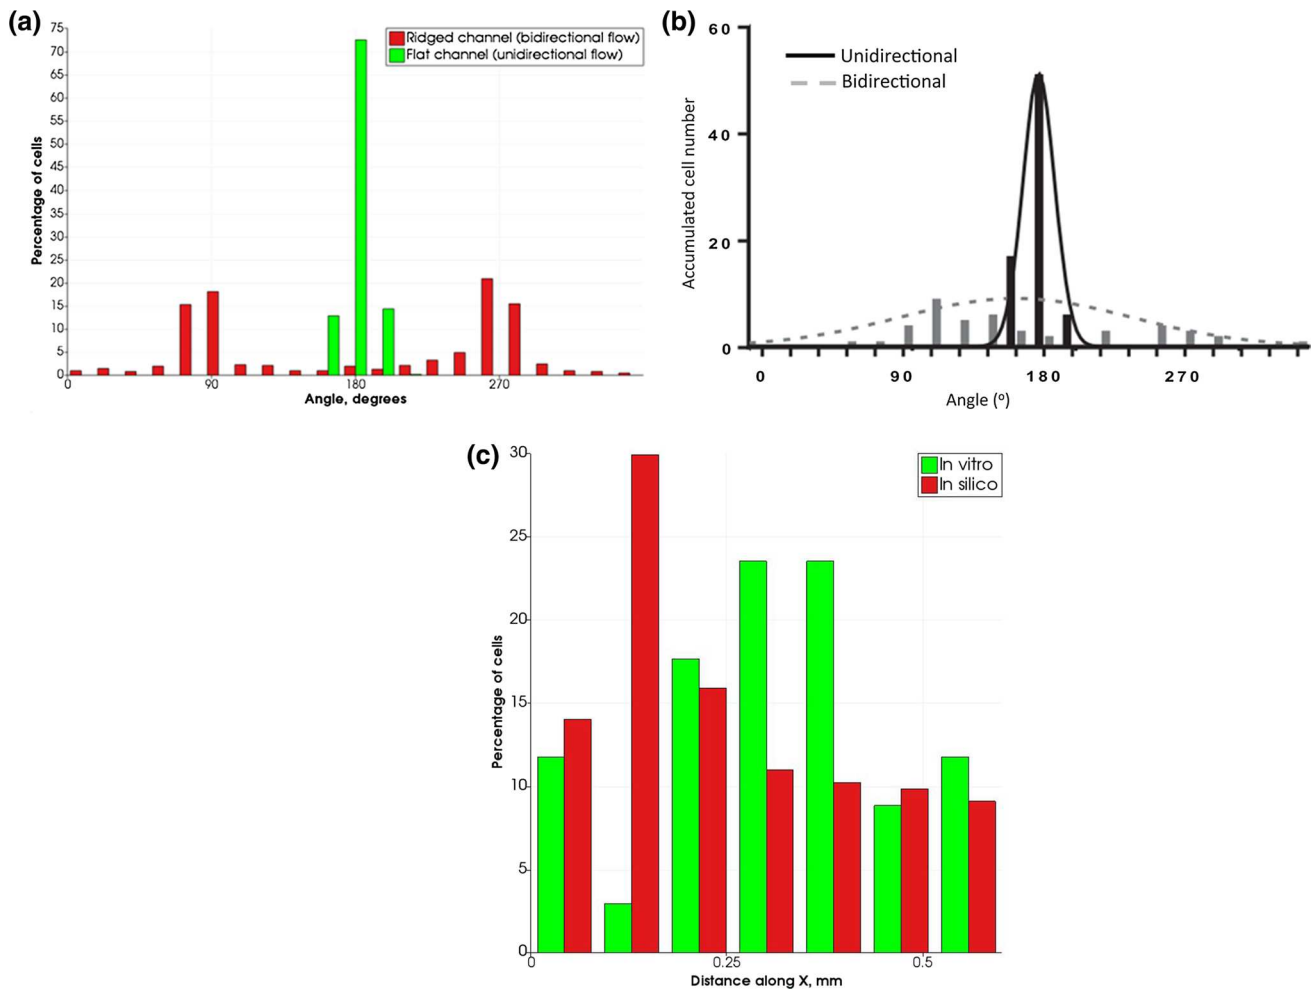 (a)
75
70
65
60
55
50
45
40
35
30
25
20
15
10
5
0
Percentage of cells
Ridged channel (bidirectional flow)
Flat channel (unidirectional flow)
0 90 180 270
Angle, degrees
(b)
60
40
20
0
Accumulated cell number
Unidirectional
Bidirectional
0 90 180 270
Angle (º)
(c)
30
25
20
15
10
5
0
Percentage of cells
In vitro
In silico
0 0.25 0.5
Distance along X, mm